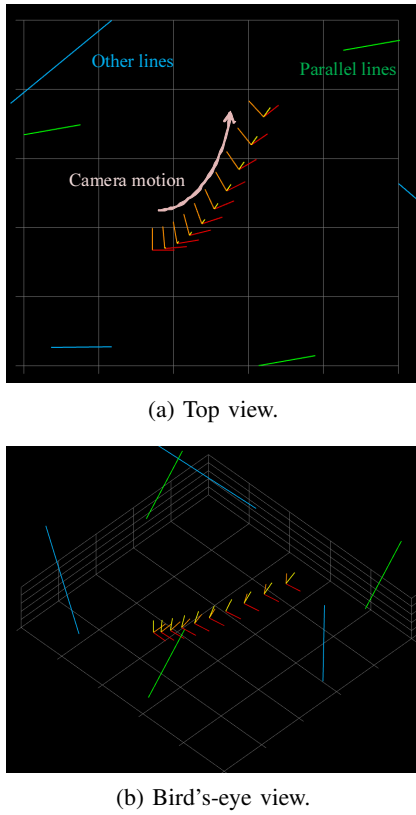 Other lines
Parallel lines
Camera motion
(a) Top view.
(b) Bird's-eye view.